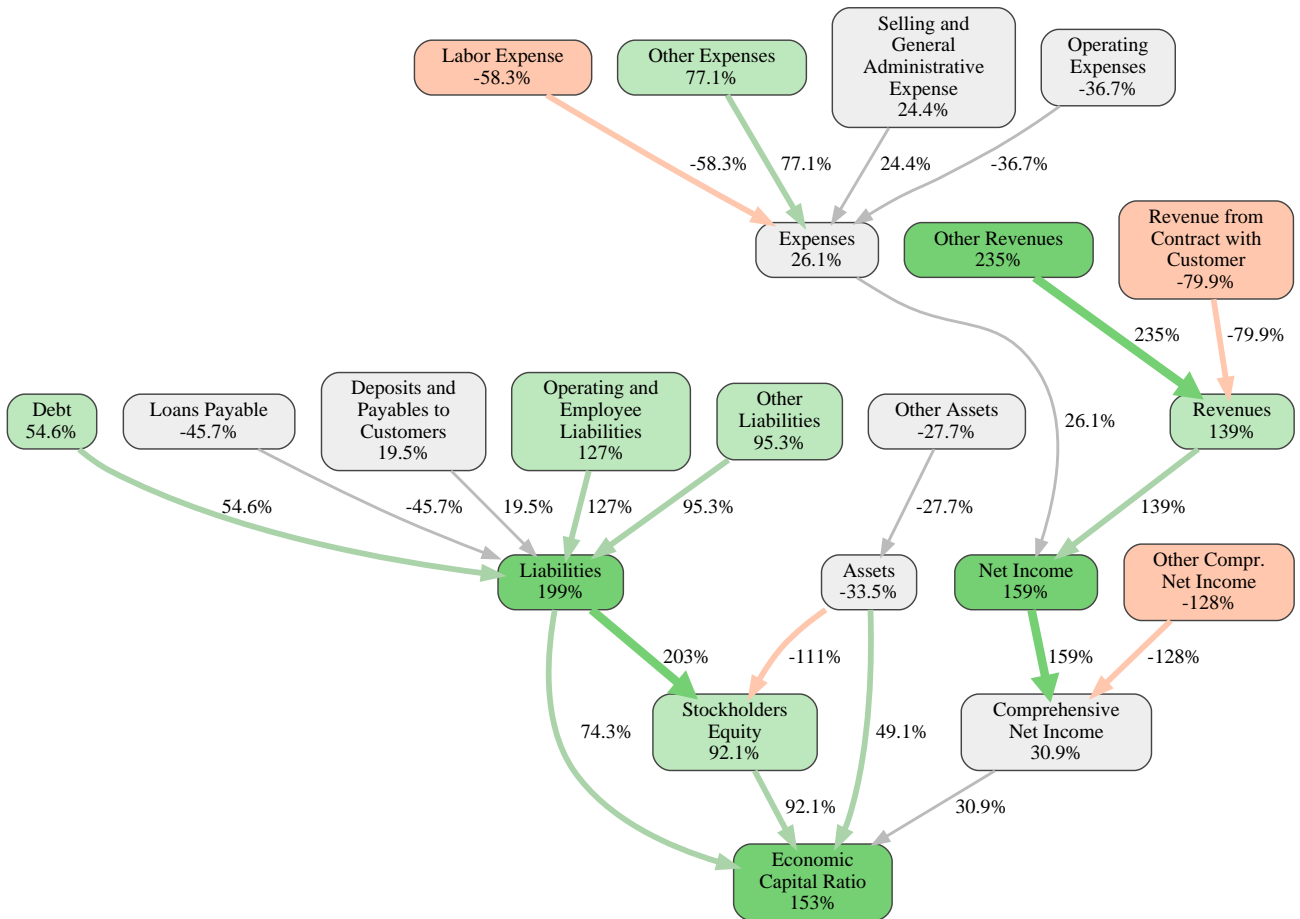 Labor Expense
-58.3%
Other Expenses
77.1%
Selling and
General
Administrative
Expense
24.4%
Operating
Expenses
-36.7%
-58.3%
77.1%
24.4%
-36.7%
Expenses
26.1%
Other Revenues
235%
Revenue from
Contract with
Customer
-79.9%
235%
-79.9%
Debt
54.6%
Loans Payable
-45.7%
Deposits and
Payables to
Customers
19.5%
Operating and
Employee
Liabilities
127%
Other
Liabilities
95.3%
Other Assets
-27.7%
26.1%
Revenues
139%
54.6%
-45.7%
19.5%
127%
95.3%
-27.7%
139%
Liabilities
199%
Assets
-33.5%
Net Income
159%
Other Compr.
Net Income
-128%
203%
-111%
159%
-128%
74.3%
Stockholders
Equity
92.1%
49.1%
Comprehensive
Net Income
30.9%
92.1%
30.9%
Economic
Capital Ratio
153%